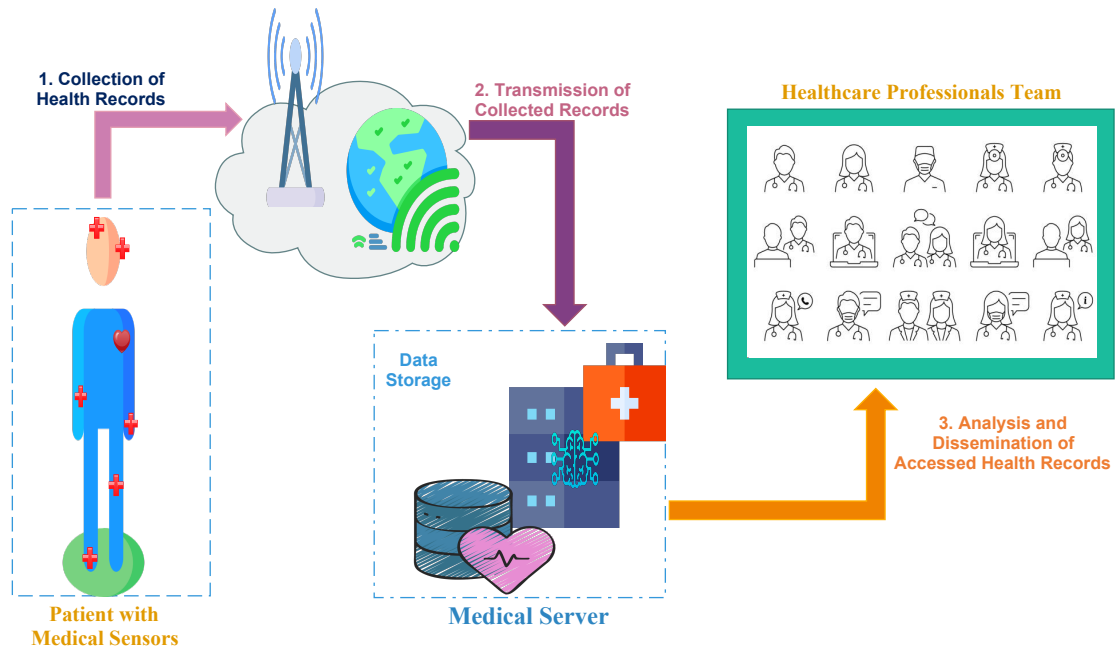 1. Collection of
Health Records
2. Transmission of
Collected Records
Healthcare Professionals Team
Data
Storage
3. Analysis and
Dissemination of
Accessed Health Records
Patient with
Medical Sensors
Medical Server